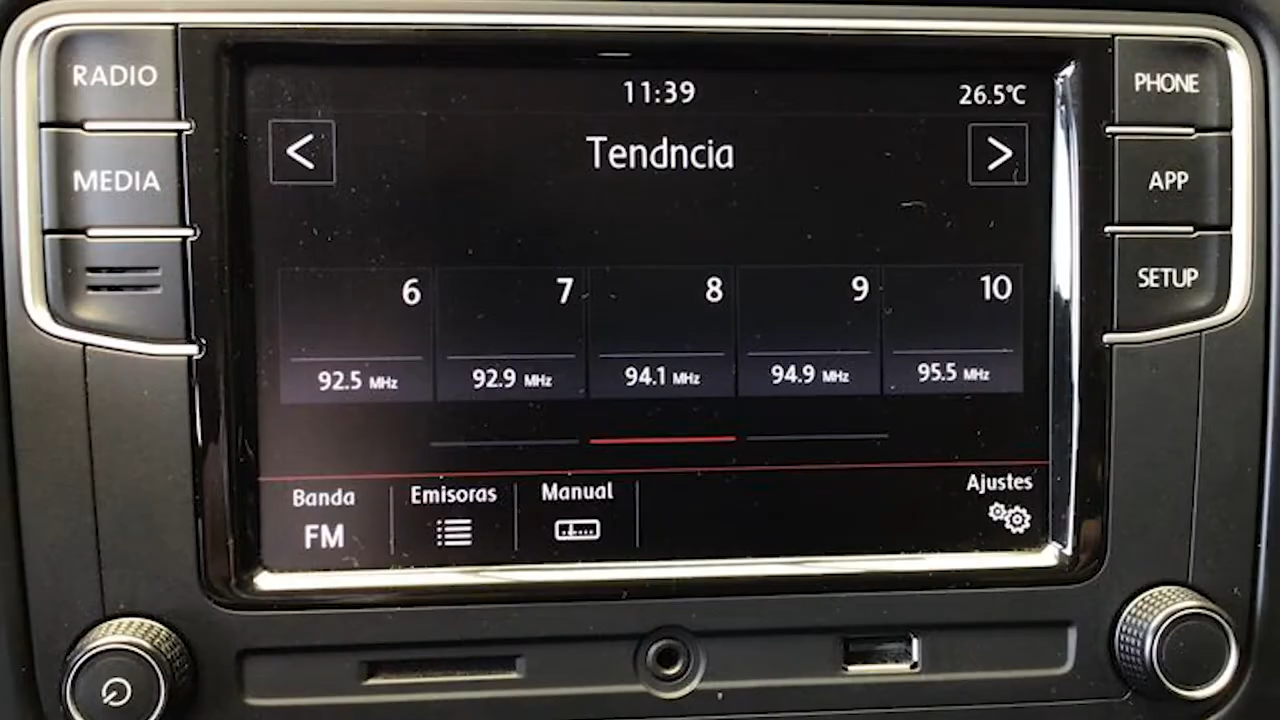 RADIO
MEDIA
PHONE
APP
SETUP
11:39
26.5°C
<
Tendncia
>
6 7 8 9 10
92.5 MHz 92.9 MHz 94.1 MHz 94.9 MHz 95.5 MHz
Banda Emisoras Manual Ajustes
FM